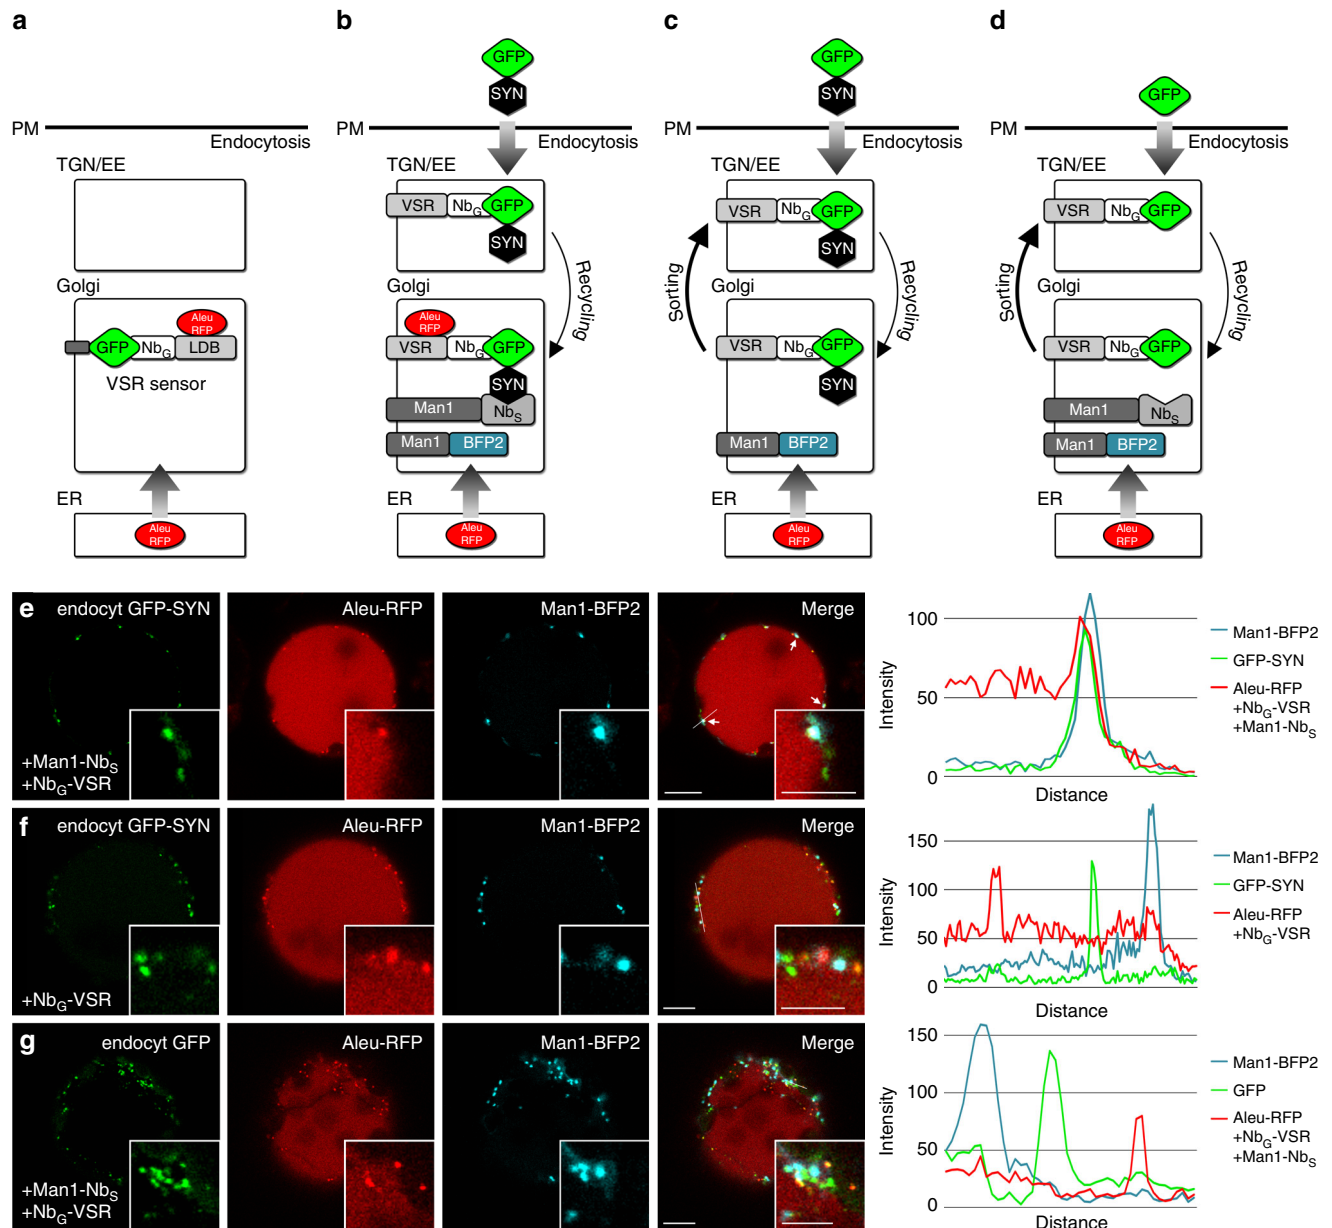 a
PM
Endocytosis
TGN/EE
Golgi
Aleu
RFP
GFP
NbG
LDB
VSR sensor
ER
Aleu
RFP
b
GFP
SYN
PM
Endocytosis
TGN/EE
VSR
NbG
GFP
SYN
Recycling
Golgi
Aleu
RFP
VSR
NbG
GFP
SYN
Man1
NbS
Man1
BFP2
ER
Aleu
RFP
c
GFP
SYN
PM
Endocytosis
TGN/EE
VSR
NbG
GFP
SYN
Sorting
Recycling
Golgi
VSR
NbG
GFP
SYN
Man1
BFP2
ER
Aleu
RFP
d
GFP
PM
Endocytosis
TGN/EE
VSR
NbG
GFP
Sorting
Recycling
Golgi
VSR
NbG
GFP
Man1
NbS
Man1
BFP2
ER
Aleu
RFP
e
endocyt GFP-SYN
+Man1-NbS
+NbG-VSR
Aleu-RFP
Man1-BFP2
Merge
Intensity
100
50
0
Distance
Man1-BFP2
GFP-SYN
Aleu-RFP
+NbG-VSR
+Man1-NbS
f
endocyt GFP-SYN
+NbG-VSR
Aleu-RFP
Man1-BFP2
Merge
Intensity
150
100
50
0
Distance
Man1-BFP2
GFP-SYN
Aleu-RFP
+NbG-VSR
g
endocyt GFP
+Man1-NbS
+NbG-VSR
Aleu-RFP
Man1-BFP2
Merge
Intensity
150
100
50
0
Distance
Man1-BFP2
GFP
Aleu-RFP
+NbG-VSR
+Man1-NbS